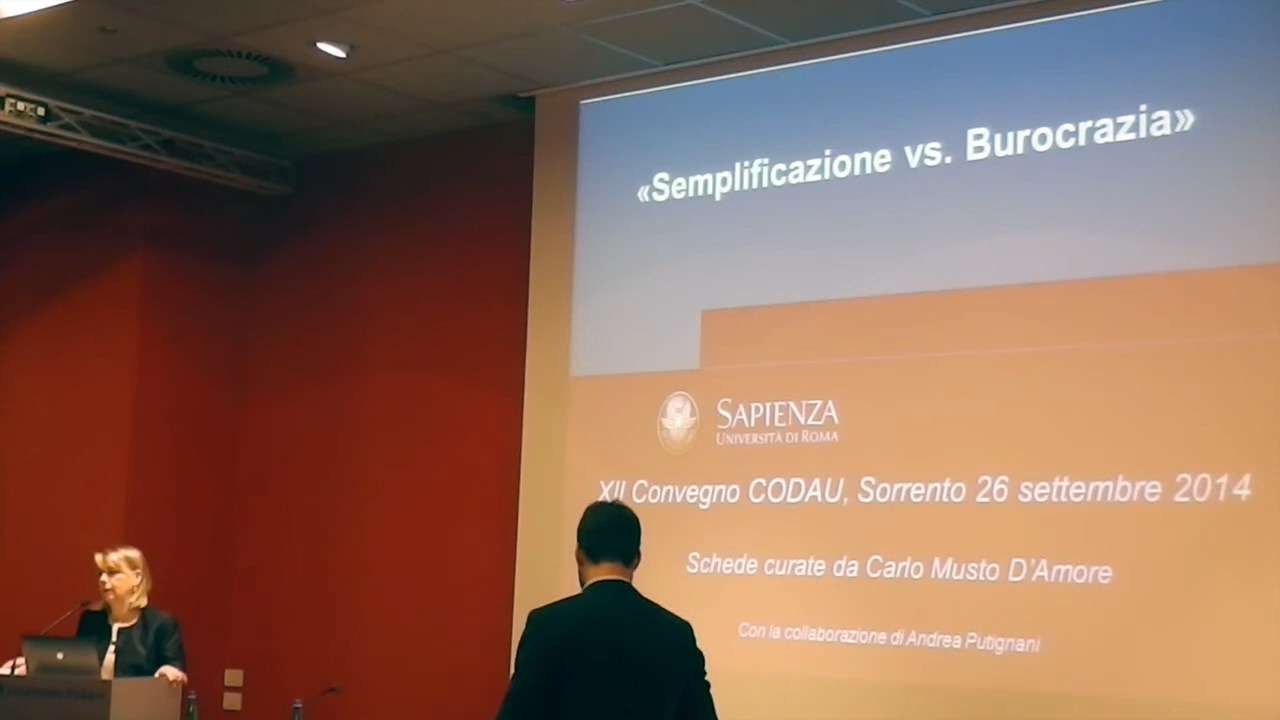 «Semplificazione vs. Burocrazia»
SAPIENZA
UNIVERSITÀ DI ROMA
XII Convegno CODAU, Sorrento 26 settembre 2014
Schede curate da Carlo Musto D'Amore
Con la collaborazione di Andrea Putignani